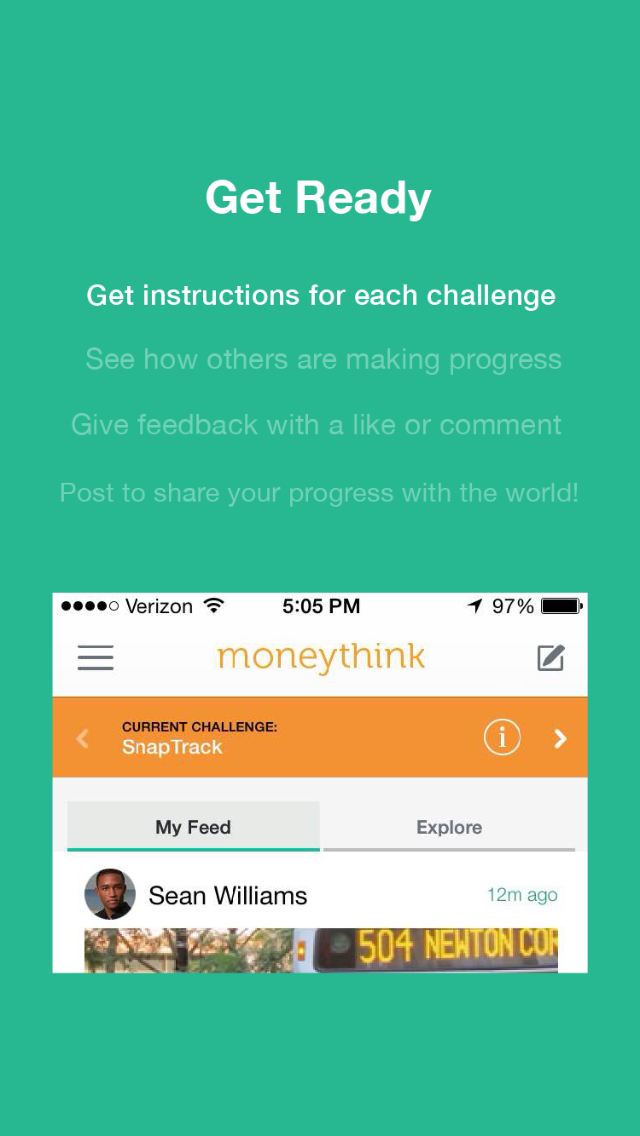 Get Ready
Get instructions for each challenge
See how others are making progress
Give feedback with a like or comment
Post to share your progress with the world!
Verizon 5:05 PM 97%
moneythink
CURRENT CHALLENGE:
SnapTrack
i
My Feed Explore
Sean Williams 12m ago
504 NEWTON COR